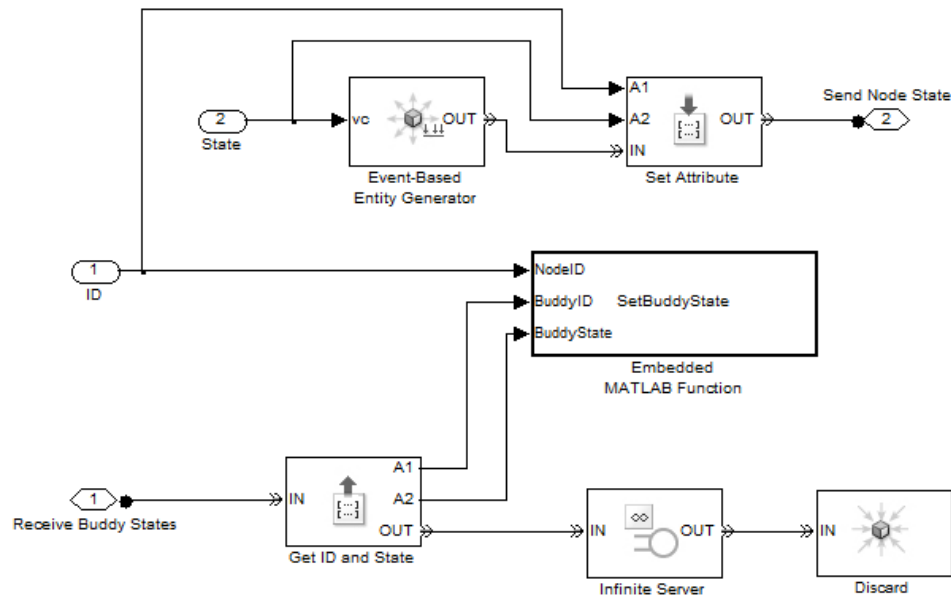 Send Node State
2
State
vc
OUT
Event-Based
Entity Generator
A1
A2
IN
[...]
OUT
Set Attribute
2
1
ID
NodeID
BuddyID
SetBuddyState
BuddyState
Embedded
MATLAB Function
1
Receive Buddy States
IN
[...]
A1
A2
OUT
Get ID and State
IN
OUT
Infinite Server
IN
Discard